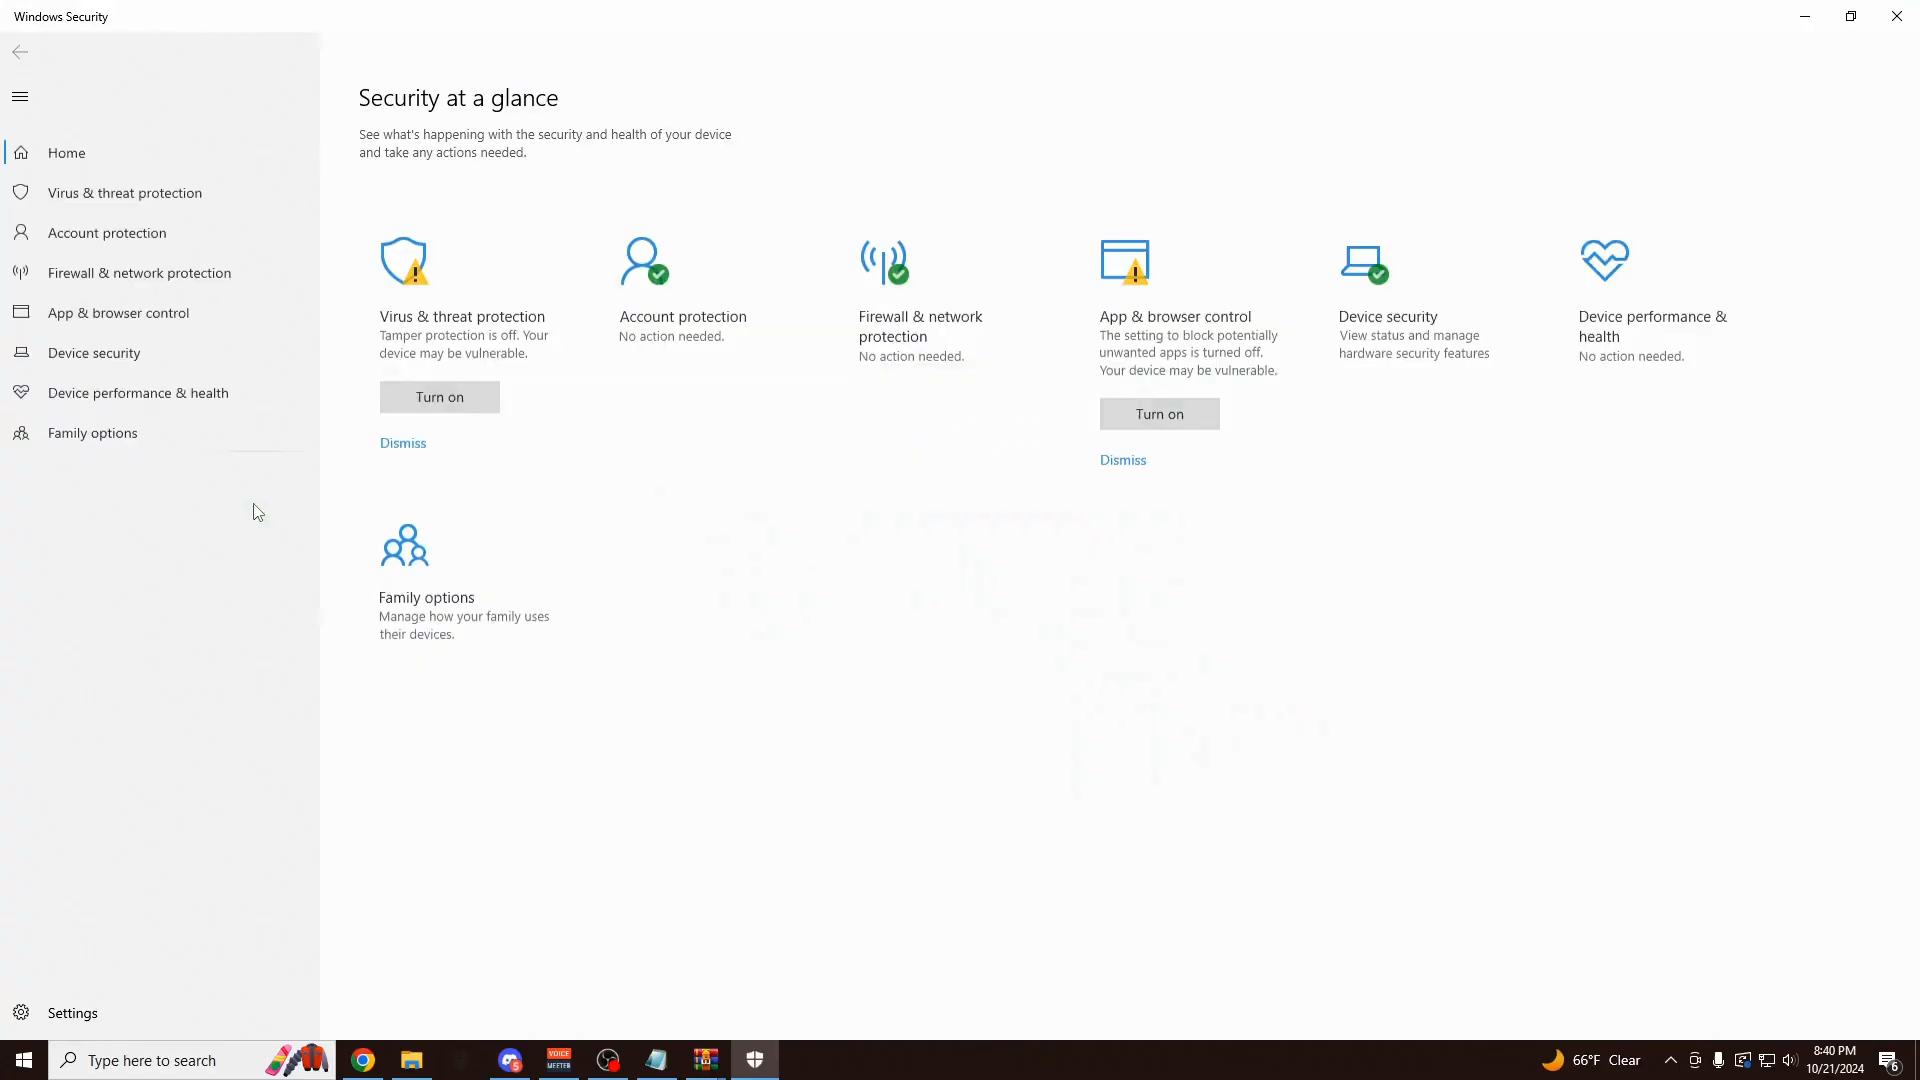 Windows Security
Home
Virus & threat protection
Account protection
Firewall & network protection
App & browser control
Device security
Device performance & health
Family options
Settings
Security at a glance
See what's happening with the security and health of your device
and take any actions needed.
Virus & threat protection
Tamper protection is off. Your
device may be vulnerable.
Turn on
Dismiss
Account protection
No action needed.
Firewall & network
protection
No action needed.
App & browser control
The setting to block potentially
unwanted apps is turned off.
Your device may be vulnerable.
Turn on
Dismiss
Device security
View status and manage
hardware security features
Device performance &
health
No action needed.
Family options
Manage how your family uses
their devices.
Type here to search
5
VOICE
MEETER
66°F Clear
8:40 PM
10/21/2024
6